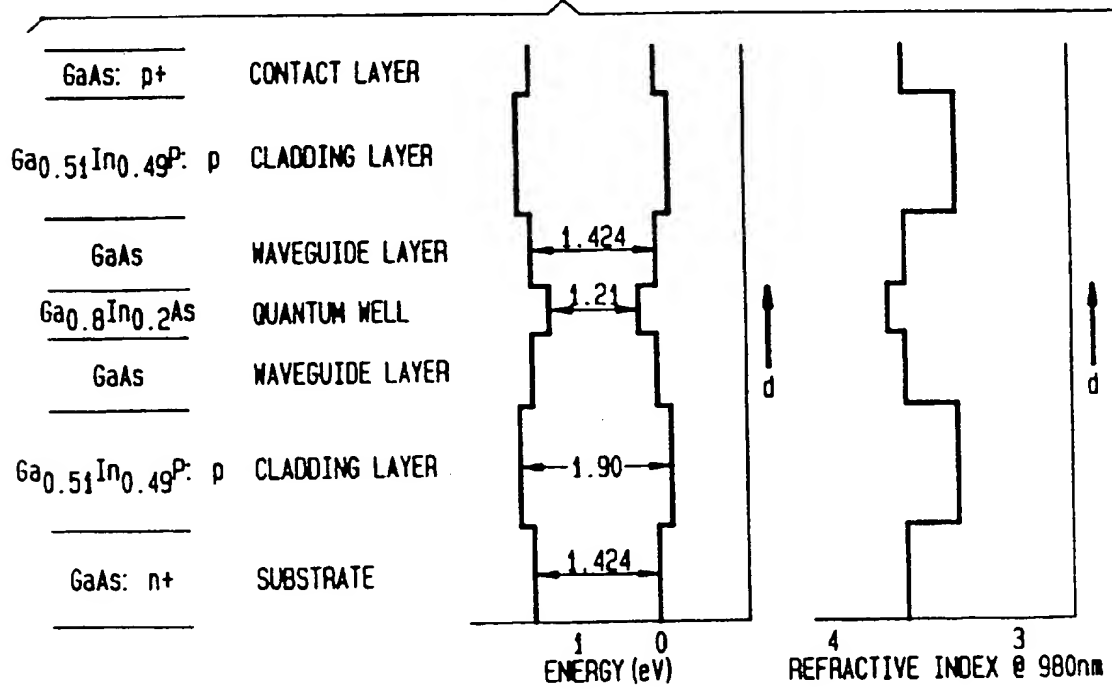 GaAs: p+ CONTACT LAYER
Ga0.51In0.49P: p CLADDING LAYER
GaAs WAVEGUIDE LAYER
1.424
Ga0.8In0.2As QUANTUM WELL
1.21
GaAs WAVEGUIDE LAYER
d
d
Ga0.51In0.49P: p CLADDING LAYER
1.90
GaAs: n+ SUBSTRATE
1.424
1 0
4 3
ENERGY (eV)
REFRACTIVE INDEX @ 980nm